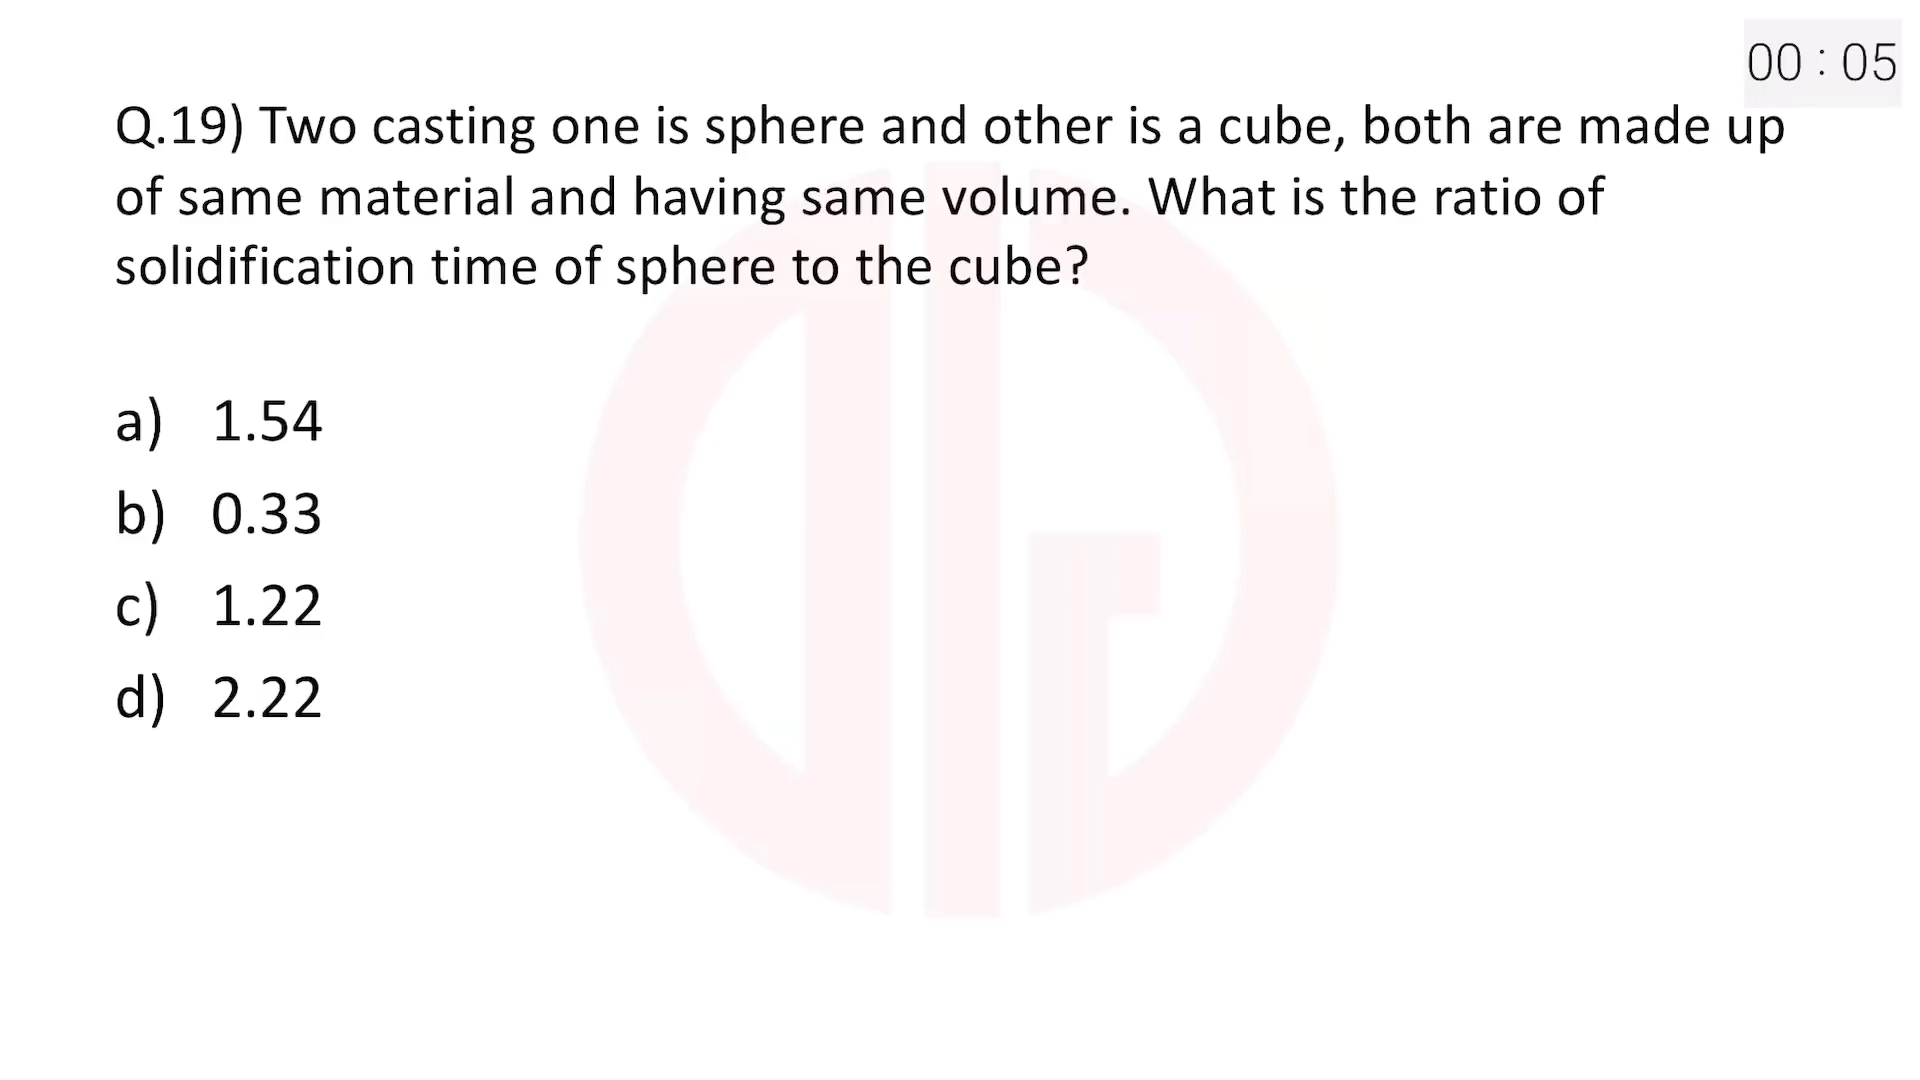 00 : 05
Q.19) Two casting one is sphere and other is a cube, both are made up
of same material and having same volume. What is the ratio of
solidification time of sphere to the cube?
a) 1.54
b) 0.33
c) 1.22
d) 2.22